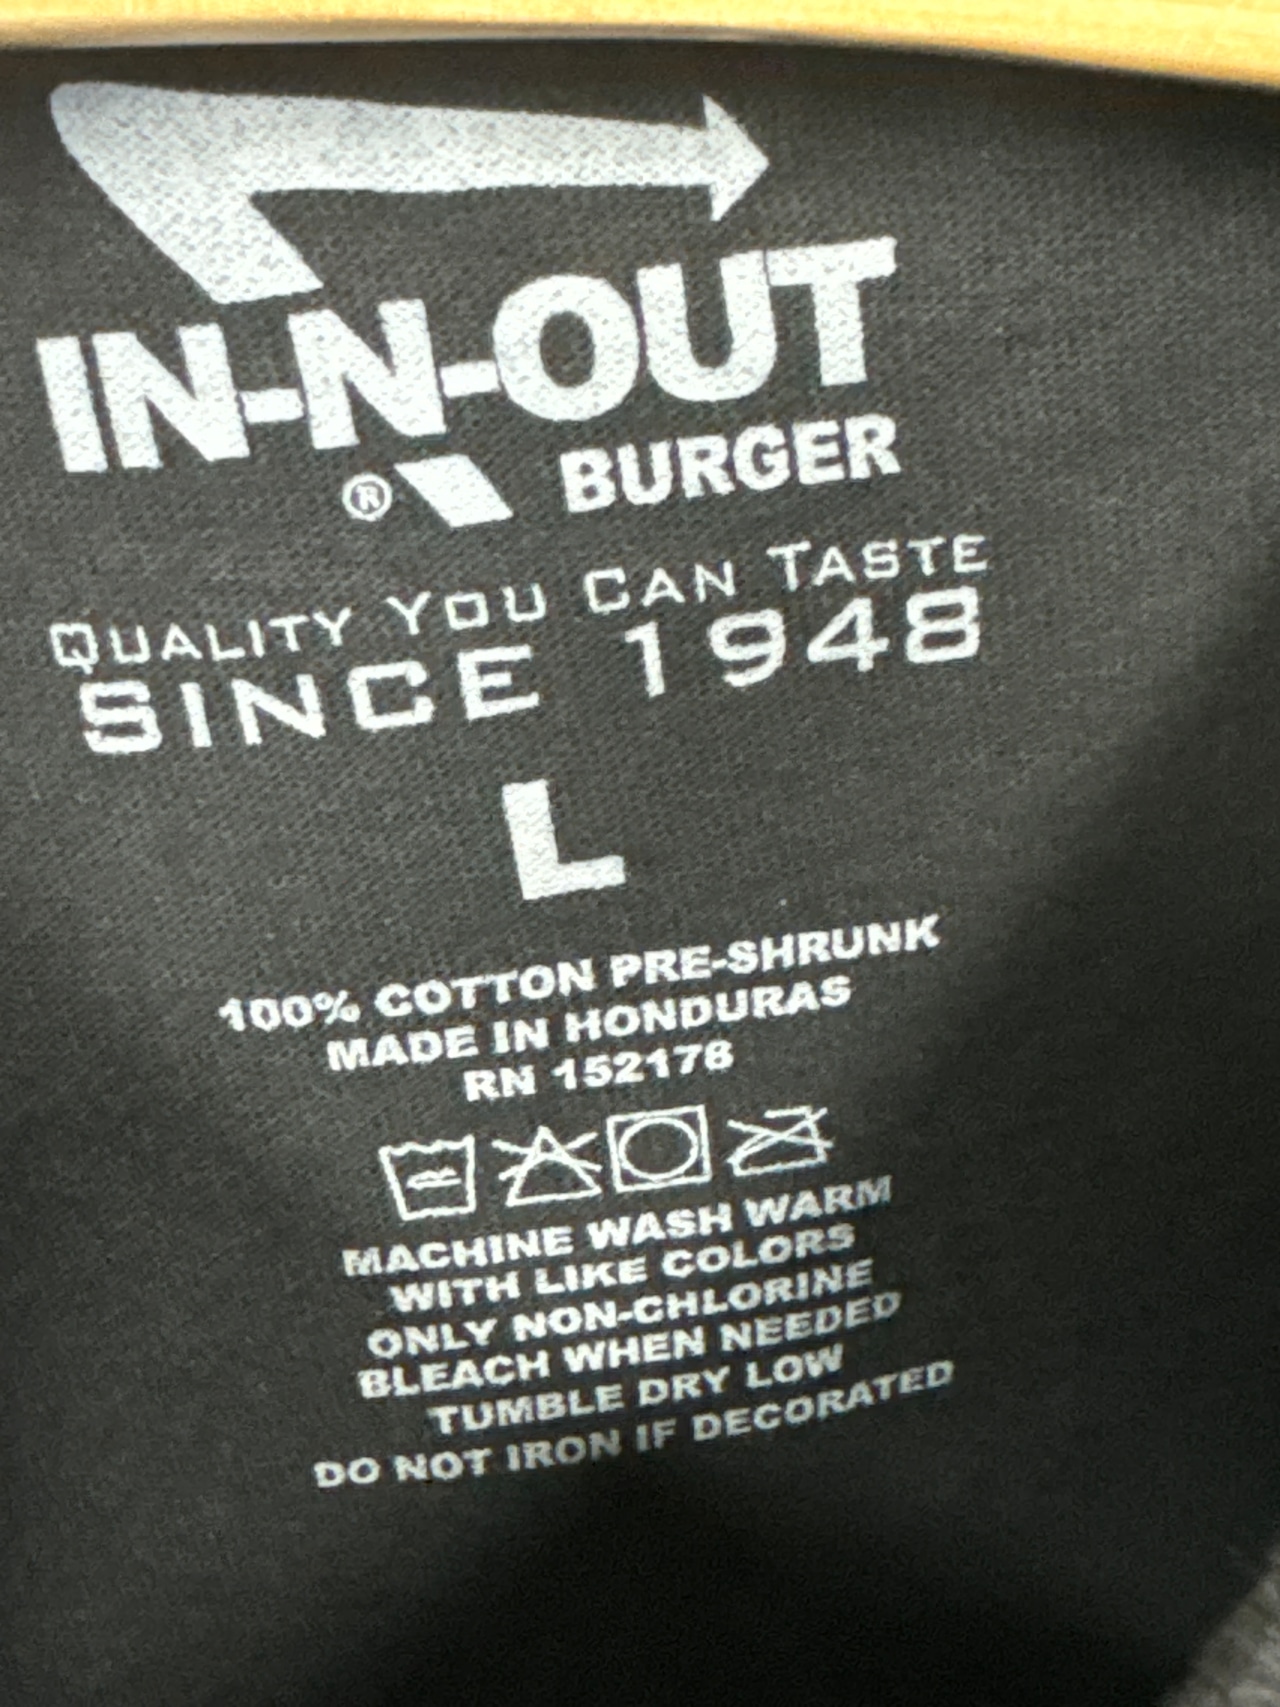 IN-N-OUT
® BURGER
QUALITY YOU CAN TASTE
SINCE 1948
L
100% COTTON PRE-SHRUNK
MADE IN HONDURAS
RN 152178
MACHINE WASH WARM
WITH LIKE COLORS
ONLY NON-CHLORINE
BLEACH WHEN NEEDED
TUMBLE DRY LOW
DO NOT IRON IF DECORATED